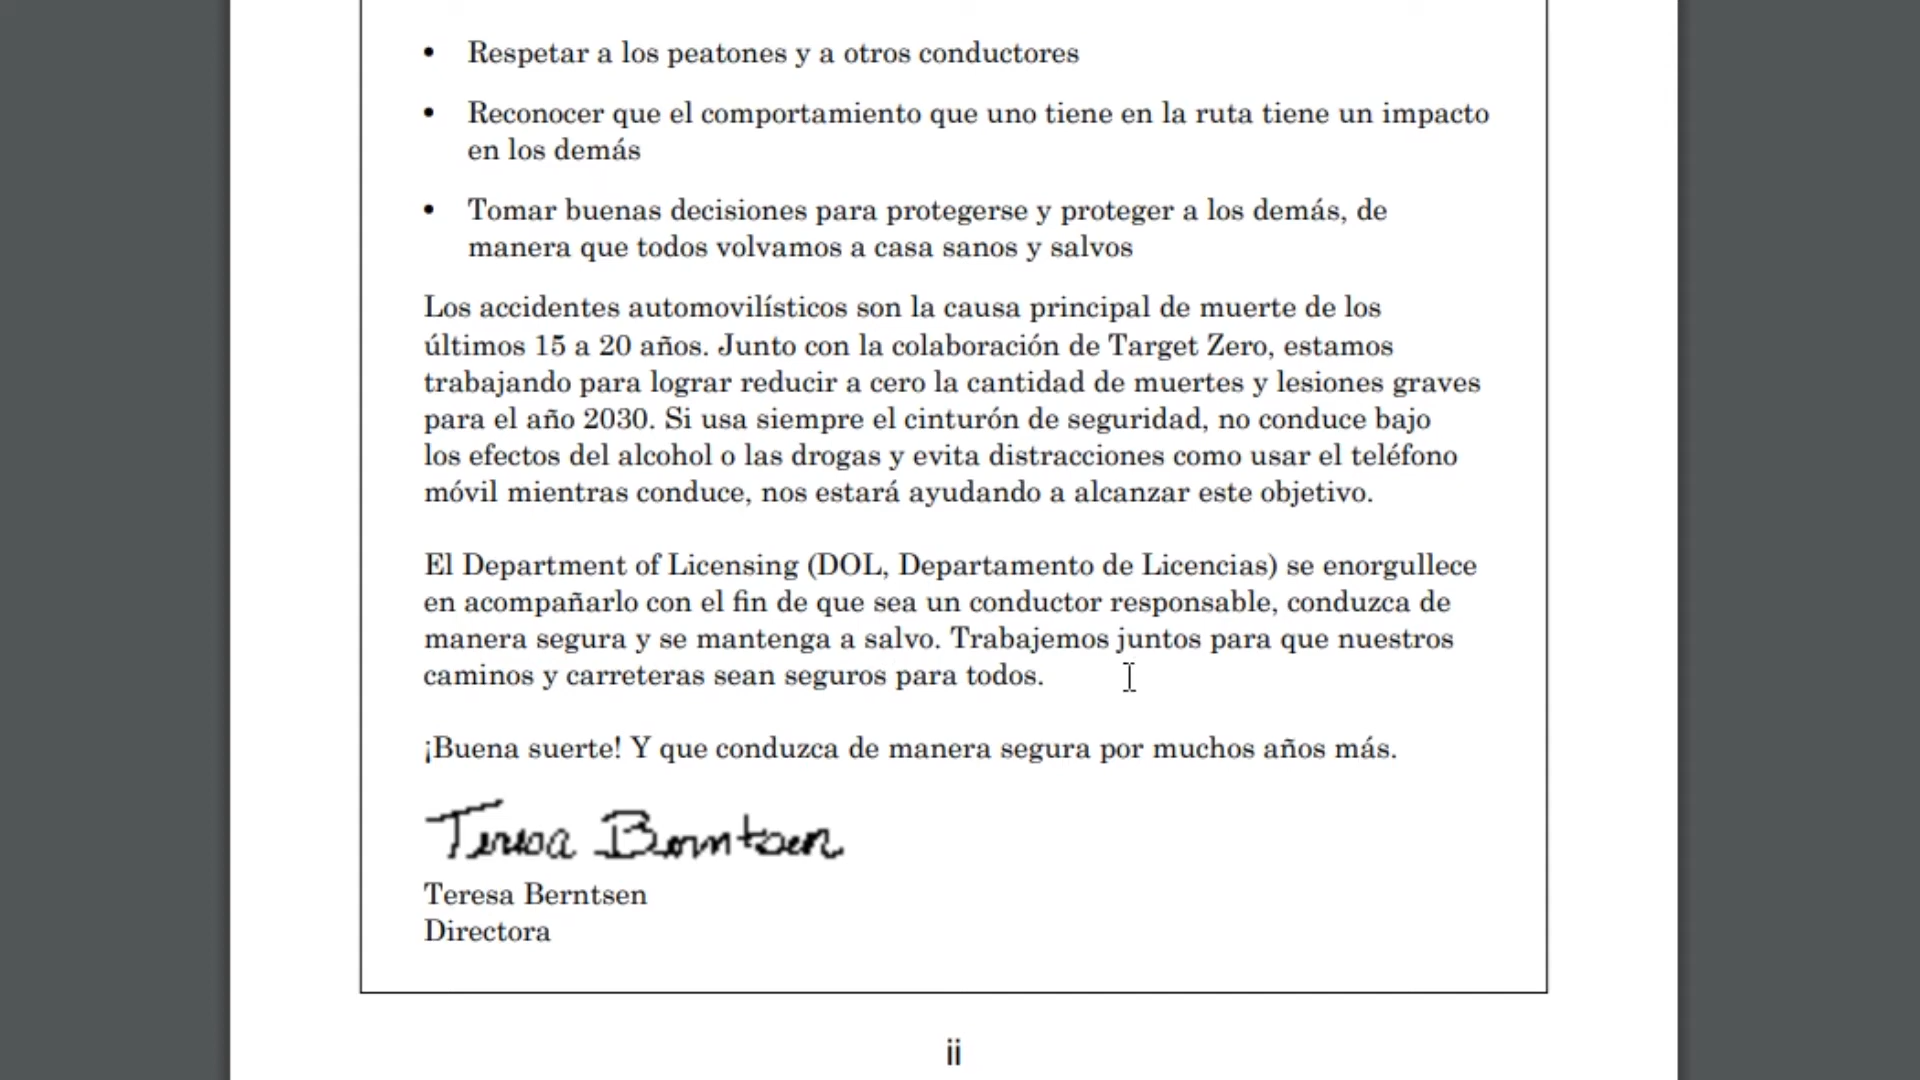 • Respetar a los peatones y a otros conductores
• Reconocer que el comportamiento que uno tiene en la ruta tiene un impacto
en los demás
• Tomar buenas decisiones para protegerse y proteger a los demás, de
manera que todos volvamos a casa sanos y salvos
Los accidentes automovilísticos son la causa principal de muerte de los
últimos 15 a 20 años. Junto con la colaboración de Target Zero, estamos
trabajando para lograr reducir a cero la cantidad de muertes y lesiones graves
para el año 2030. Si usa siempre el cinturón de seguridad, no conduce bajo
los efectos del alcohol o las drogas y evita distracciones como usar el teléfono
móvil mientras conduce, nos estará ayudando a alcanzar este objetivo.
El Department of Licensing (DOL, Departamento de Licencias) se enorgullece
en acompañarlo con el fin de que sea un conductor responsable, conduzca de
manera segura y se mantenga a salvo. Trabajemos juntos para que nuestros
caminos y carreteras sean seguros para todos.
¡Buena suerte! Y que conduzca de manera segura por muchos años más.
Teresa Berntsen
Teresa Berntsen
Directora
ii